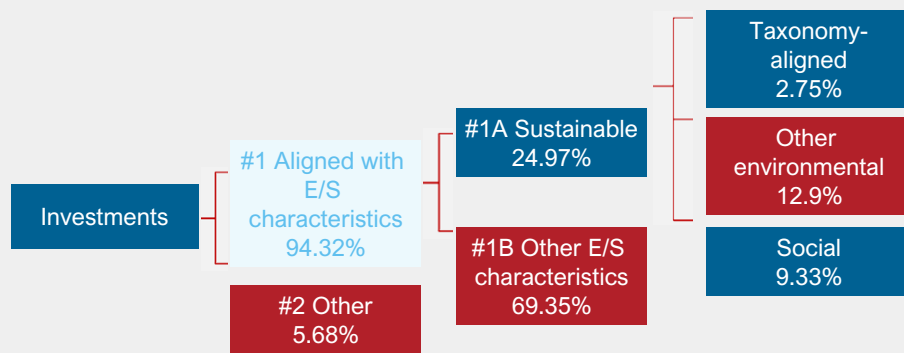 Investments
#1 Aligned with
E/S
characteristics
94.32%
#2 Other
5.68%
#1A Sustainable
24.97%
#1B Other E/S
characteristics
69.35%
Taxonomy-
aligned
2.75%
Other
environmental
12.9%
Social
9.33%